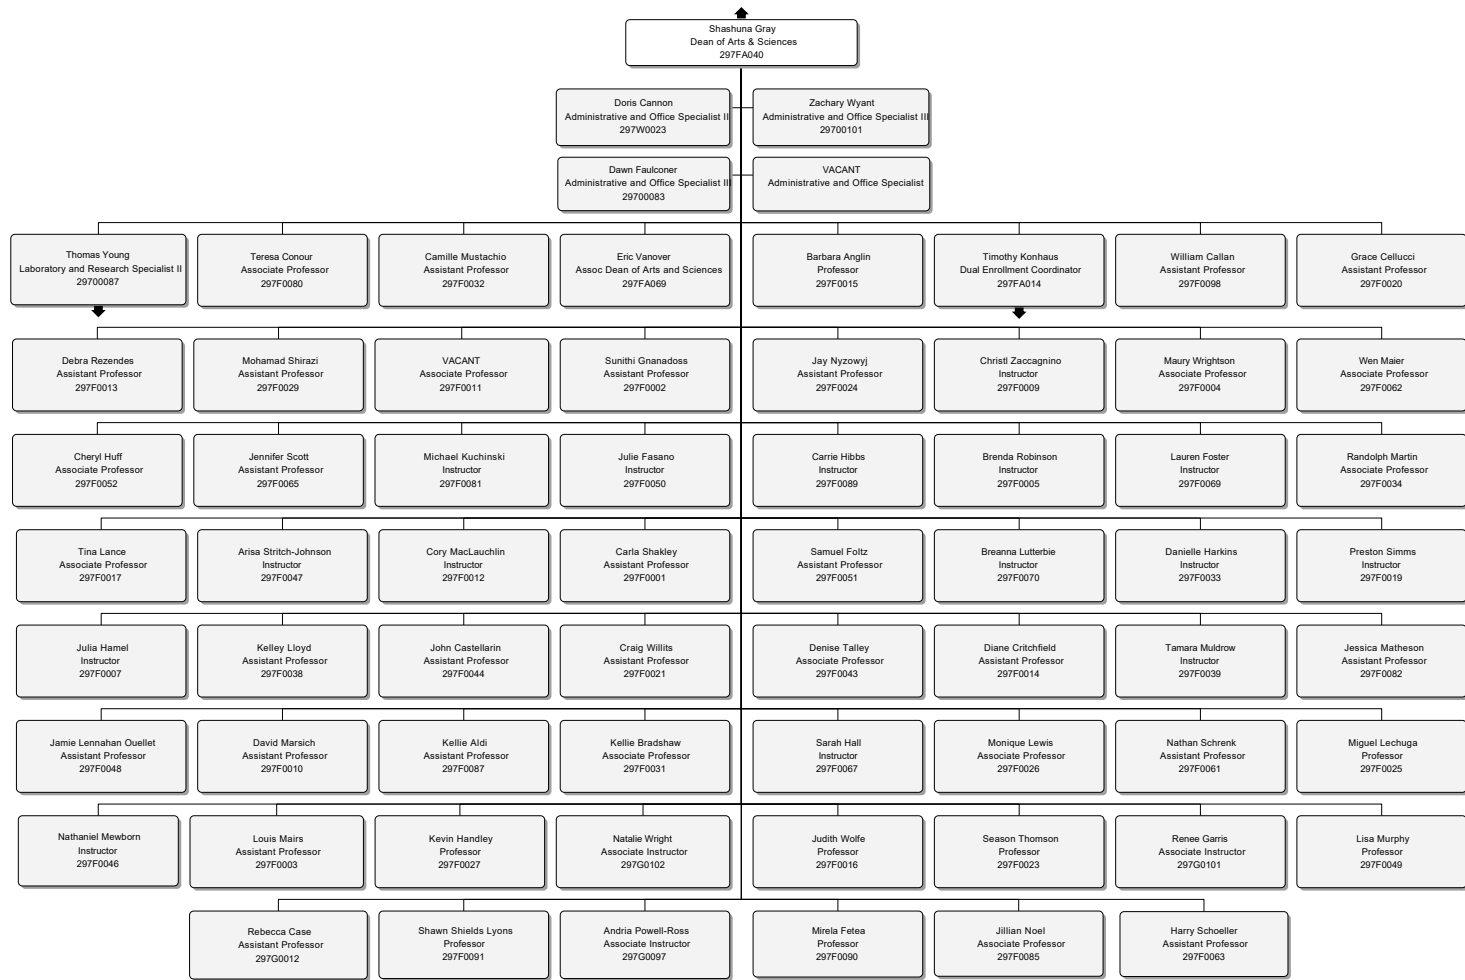 Shashuna Gray
Dean of Arts & Sciences
297FA040
Doris Cannon
Administrative and Office Specialist II
297W0023
Zachary Wyant
Administrative and Office Specialist III
29700101
Dawn Faulconer
Administrative and Office Specialist III
29700083
VACANT
Administrative and Office Specialist
Thomas Young
Laboratory and Research Specialist II
29700087
Teresa Conour
Associate Professor
297F0080
Camille Mustachio
Assistant Professor
297F0032
Eric Vanover
Assoc Dean of Arts and Sciences
297FA069
Barbara Anglin
Professor
297F0015
Timothy Konhaus
Dual Enrollment Coordinator
297FA014
William Callan
Assistant Professor
297F0098
Grace Cellucci
Assistant Professor
297F0020
Debra Rezendes
Assistant Professor
297F0013
Mohamad Shirazi
Assistant Professor
297F0029
VACANT
Associate Professor
297F0011
Sunithi Gnanadoss
Assistant Professor
297F0002
Jay Nyzowyj
Assistant Professor
297F0024
Christl Zaccagnino
Instructor
297F0009
Maury Wrightson
Associate Professor
297F0004
Wen Maier
Associate Professor
297F0062
Cheryl Huff
Associate Professor
297F0052
Jennifer Scott
Assistant Professor
297F0065
Michael Kuchinski
Instructor
297F0081
Julie Fasano
Instructor
297F0050
Carrie Hibbs
Instructor
297F0089
Brenda Robinson
Instructor
297F0005
Lauren Foster
Instructor
297F0069
Randolph Martin
Associate Professor
297F0034
Tina Lance
Associate Professor
297F0017
Arisa Stritch-Johnson
Instructor
297F0047
Cory MacLauchlin
Instructor
297F0012
Carla Shakley
Assistant Professor
297F0001
Samuel Foltz
Assistant Professor
297F0051
Breanna Lutterbie
Instructor
297F0070
Danielle Harkins
Instructor
297F0033
Preston Simms
Instructor
297F0019
Julia Hamel
Instructor
297F0007
Kelley Lloyd
Assistant Professor
297F0038
John Castellarin
Assistant Professor
297F0044
Craig Willits
Assistant Professor
297F0021
Denise Talley
Associate Professor
297F0043
Diane Critchfield
Assistant Professor
297F0014
Tamara Muldrow
Instructor
297F0039
Jessica Matheson
Assistant Professor
297F0082
Jamie Lennahan Ouellet
Assistant Professor
297F0048
David Marsich
Assistant Professor
297F0010
Kellie Aldi
Assistant Professor
297F0087
Kellie Bradshaw
Associate Professor
297F0031
Sarah Hall
Instructor
297F0067
Monique Lewis
Associate Professor
297F0026
Nathan Schrenk
Assistant Professor
297F0061
Miguel Lechuga
Professor
297F0025
Nathaniel Mewborn
Instructor
297F0046
Louis Mairs
Assistant Professor
297F0003
Kevin Handley
Professor
297F0027
Natalie Wright
Associate Instructor
297G0102
Judith Wolfe
Professor
297F0016
Season Thomson
Professor
297F0023
Renee Garris
Associate Instructor
297G0101
Lisa Murphy
Professor
297F0049
Rebecca Case
Assistant Professor
297G0012
Shawn Shields Lyons
Professor
297F0091
Andria Powell-Ross
Associate Instructor
297G0097
Mirela Fetea
Professor
297F0090
Jillian Noel
Associate Professor
297F0085
Harry Schoeller
Assistant Professor
297F0063